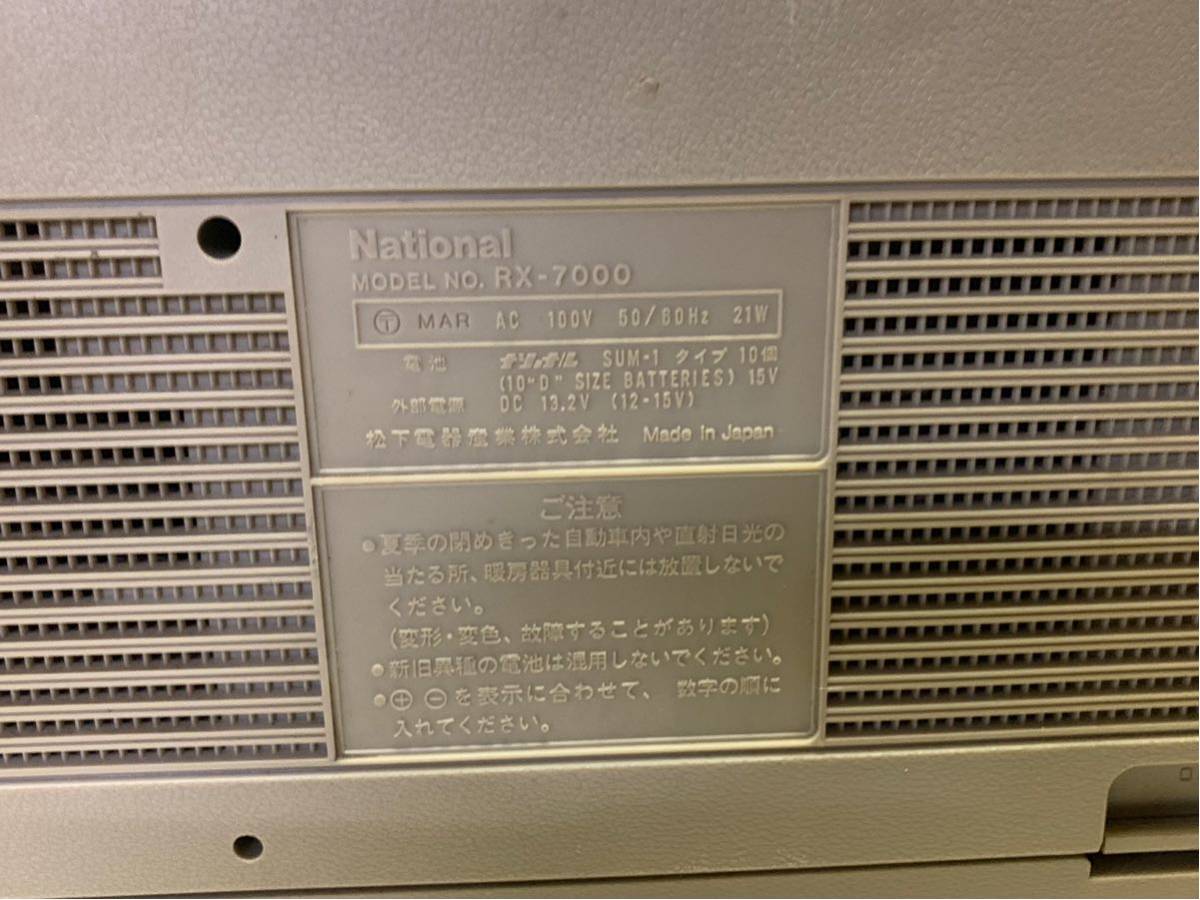 National
MODEL NO. RX-7000
Ⓣ MAR AC 100V 50/60Hz 21W
電池 ナショナル SUM-1 タイプ 10個
(10"D" SIZE BATTERIES) 15V
外部電源 DC 13.2V (12-15V)
松下電器産業株式会社 Made in Japan
ご注意
●夏季の閉めきった自動車内や直射日光の
当たる所、暖房器具付近には放置しないで
ください。
(変形・変色、故障することがあります)
●新旧異種の電池は混用しないでください。
●⊕ ⊖を表示に合わせて、数字の順に
入れてください。